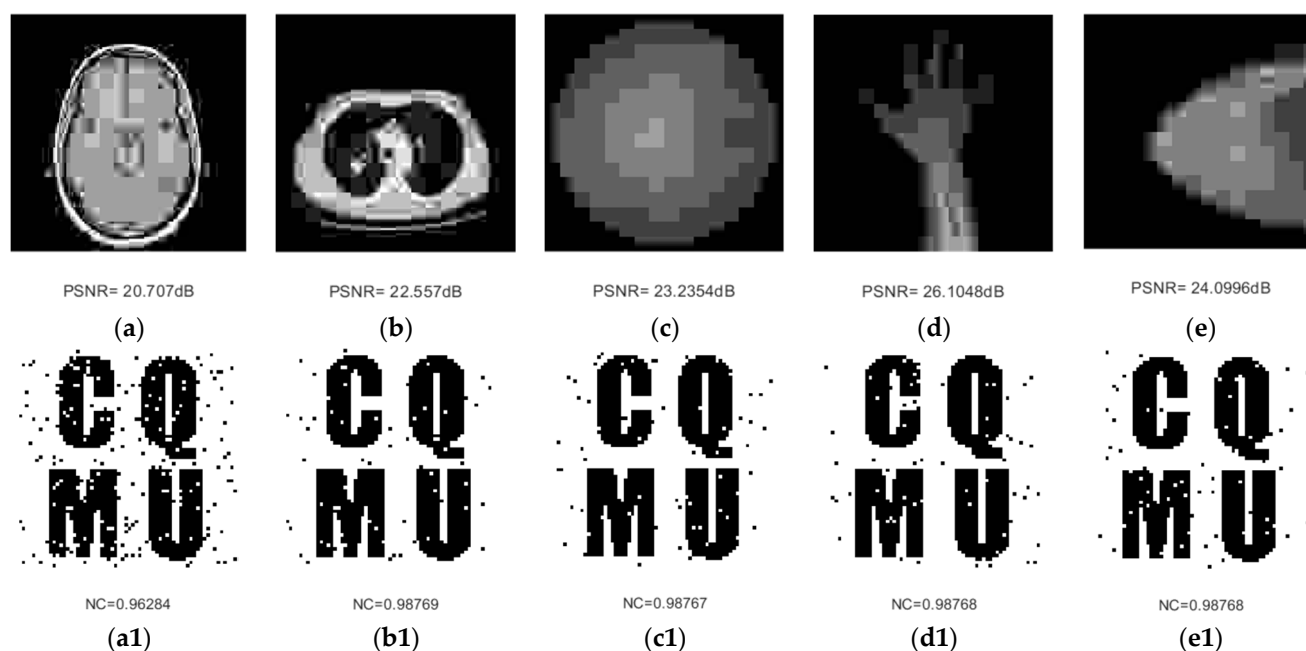 PSNR= 20.707dB PSNR= 22.557dB PSNR= 23.2354dB PSNR= 26.1048dB PSNR= 24.0996dB
(a) (b) (c) (d) (e)
C Q C Q C Q C Q C Q
M U M U M U M U M U
NC=0.96284 NC=0.98769 NC=0.98767 NC=0.98768 NC=0.98768
(a1) (b1) (c1) (d1) (e1)